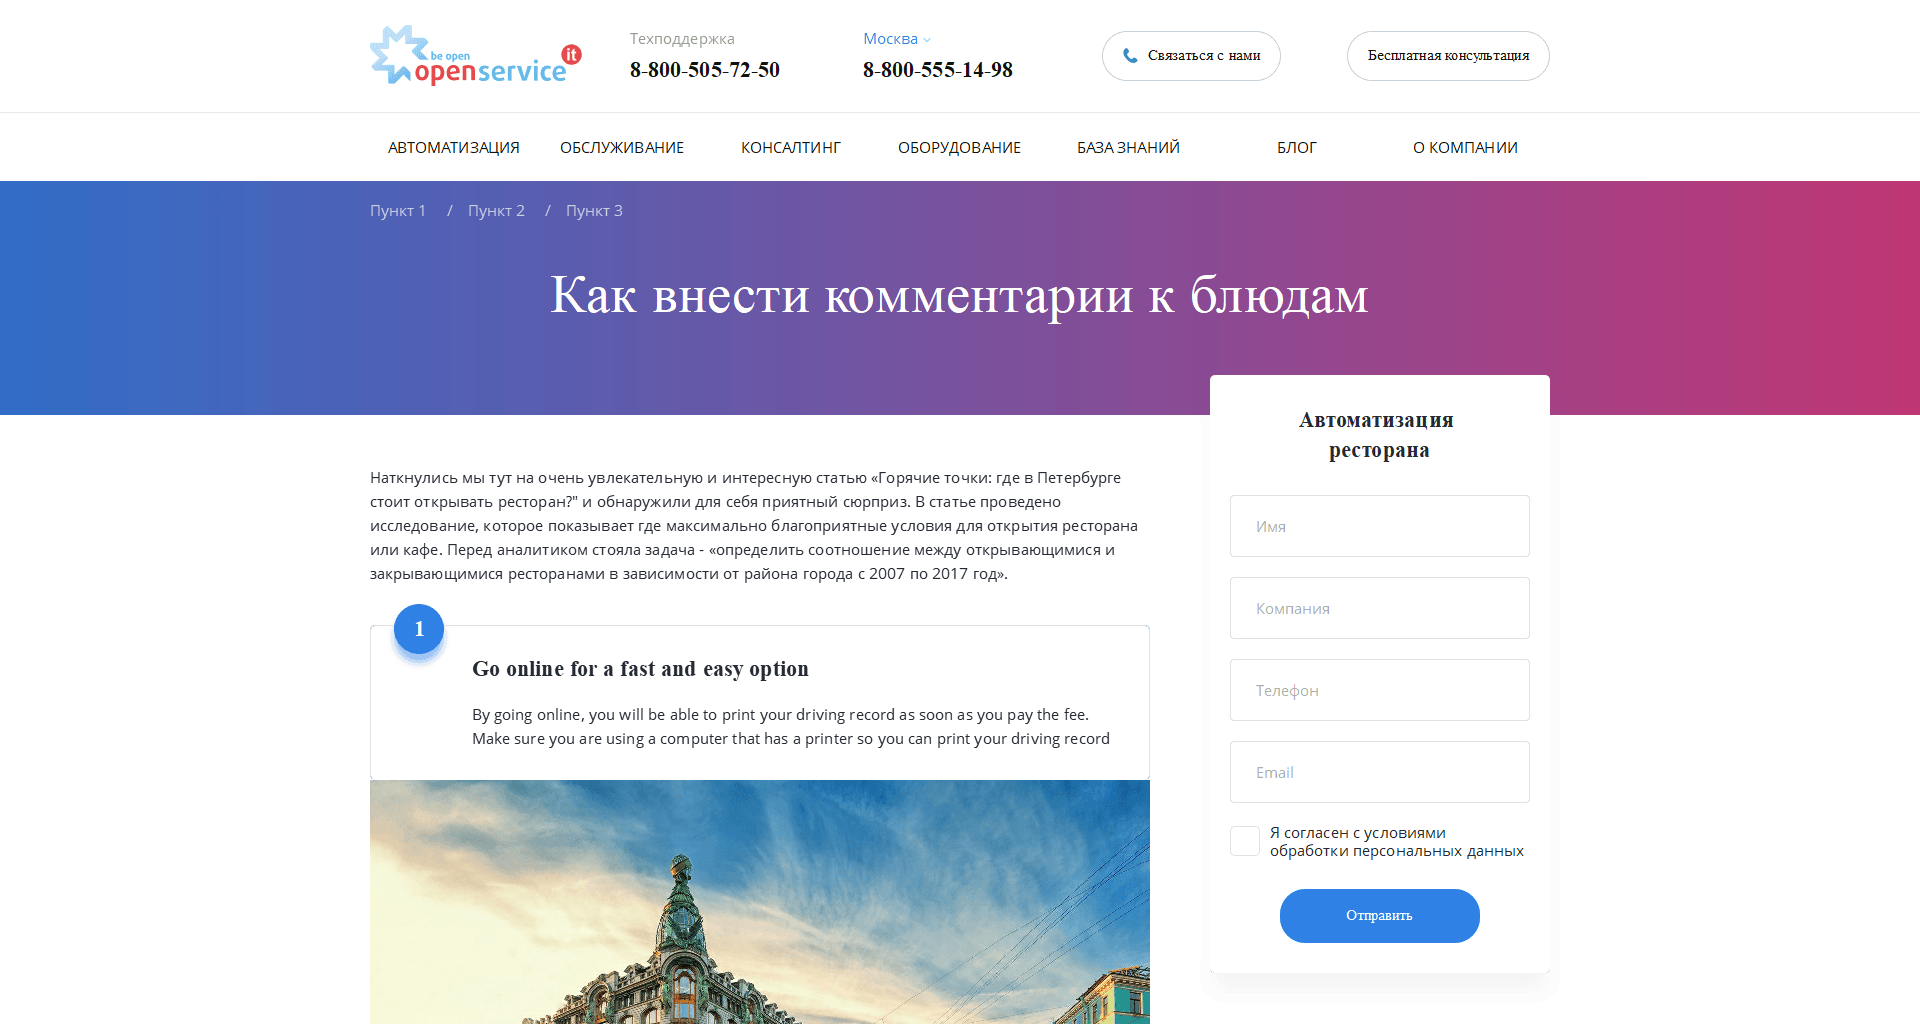 be open
openservice it
Техподдержка
8-800-505-72-50
Москва
8-800-555-14-98
Связаться с нами
Бесплатная консультация
АВТОМАТИЗАЦИЯ ОБСЛУЖИВАНИЕ КОНСАЛТИНГ ОБОРУДОВАНИЕ БАЗА ЗНАНИЙ БЛОГ О КОМПАНИИ
Пункт 1 / Пункт 2 / Пункт 3
Как внести комментарии к блюдам
Наткнулись мы тут на очень увлекательную и интересную статью «Горячие точки: где в Петербурге
стоит открывать ресторан?" и обнаружили для себя приятный сюрприз. В статье проведено
исследование, которое показывает где максимально благоприятные условия для открытия ресторана
или кафе. Перед аналитиком стояла задача - «определить соотношение между открывающимися и
закрывающимися ресторанами в зависимости от района города с 2007 по 2017 год».
1
Go online for a fast and easy option
By going online, you will be able to print your driving record as soon as you pay the fee.
Make sure you are using a computer that has a printer so you can print your driving record
Автоматизация
ресторана
Имя
Компания
Телефон
Email
Я согласен с условиями
обработки персональных данных
Отправить